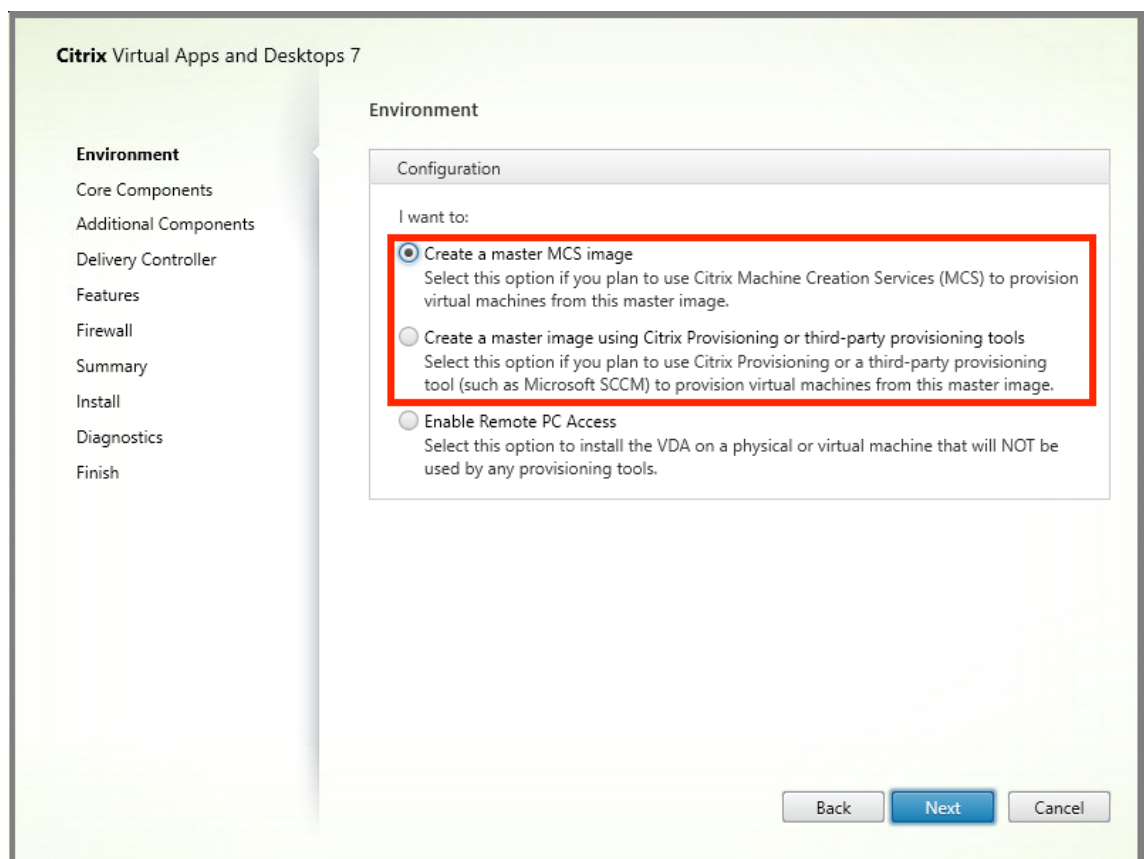 Citrix Virtual Apps and Desktops 7
Environment
Core Components
Additional Components
Delivery Controller
Features
Firewall
Summary
Install
Diagnostics
Finish
Environment
Configuration
I want to:
Create a master MCS image
Select this option if you plan to use Citrix Machine Creation Services (MCS) to provision
virtual machines from this master image.
Create a master image using Citrix Provisioning or third-party provisioning tools
Select this option if you plan to use Citrix Provisioning or a third-party provisioning
tool (such as Microsoft SCCM) to provision virtual machines from this master image.
Enable Remote PC Access
Select this option to install the VDA on a physical or virtual machine that will NOT be
used by any provisioning tools.
Back
Next
Cancel